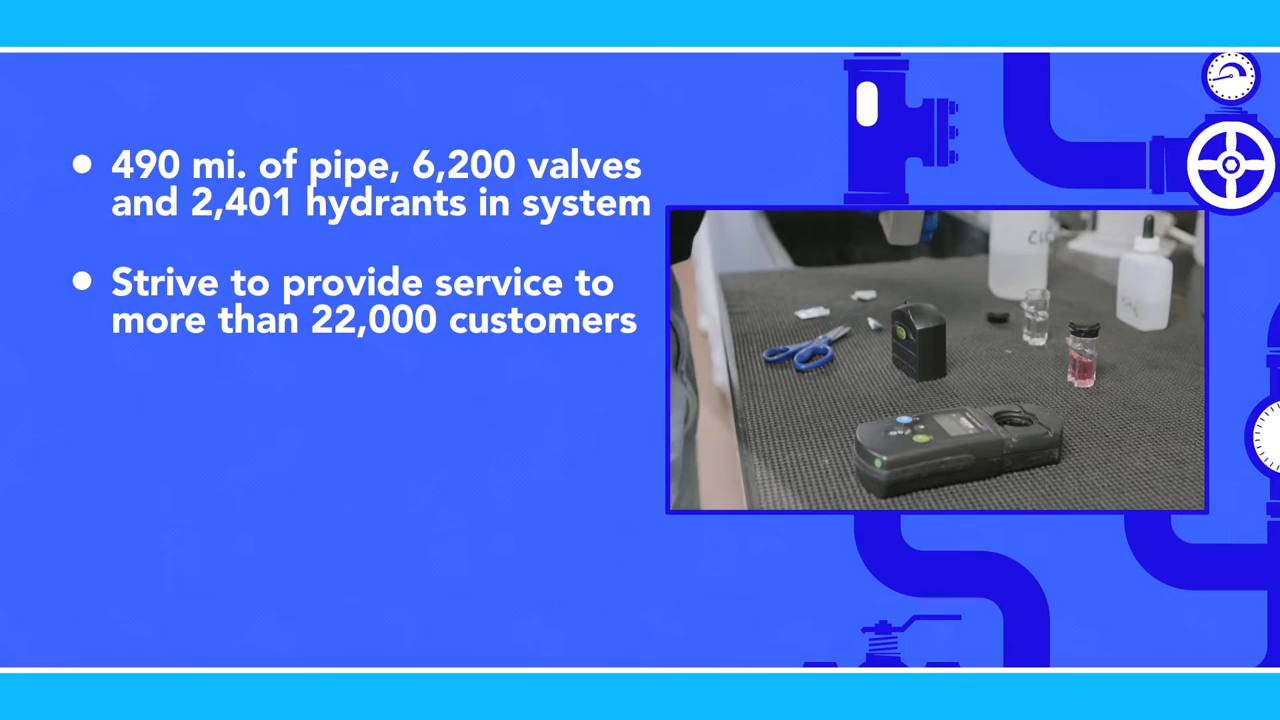 • 490 mi. of pipe, 6,200 valves
and 2,401 hydrants in system
• Strive to provide service to
more than 22,000 customers